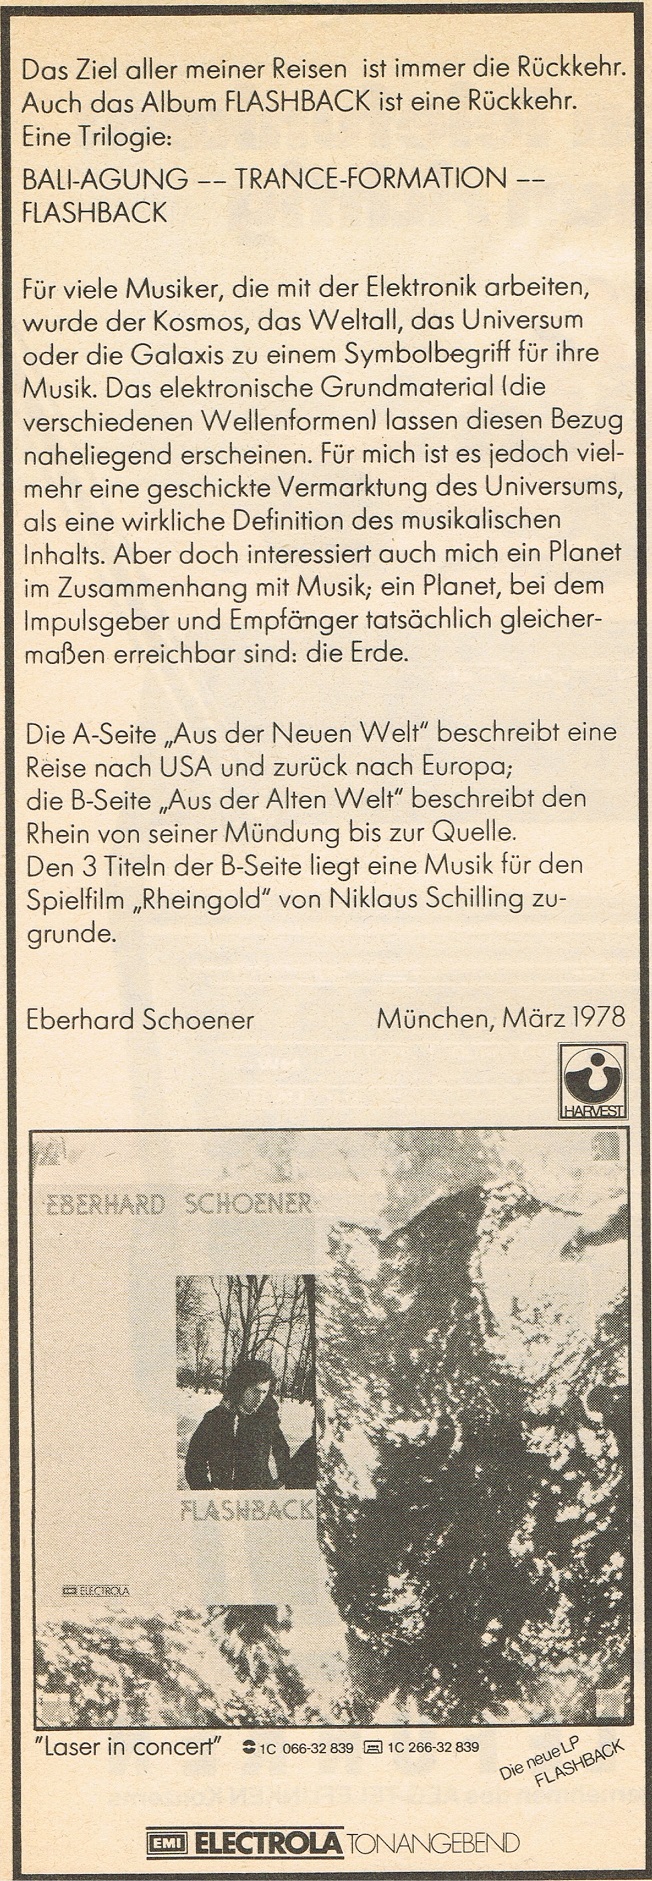 Das Ziel aller meiner Reisen ist immer die Rückkehr.
Auch das Album FLASHBACK ist eine Rückkehr.
Eine Trilogie:
BALI-AGUNG –– TRANCE-FORMATION ––
FLASHBACK
Für viele Musiker, die mit der Elektronik arbeiten,
wurde der Kosmos, das Weltall, das Universum
oder die Galaxis zu einem Symbolbegriff für ihre
Musik. Das elektronische Grundmaterial (die
verschiedenen Wellenformen) lassen diesen Bezug
naheliegend erscheinen. Für mich ist es jedoch viel-
mehr eine geschickte Vermarktung des Universums,
als eine wirkliche Definition des musikalischen
Inhalts. Aber doch interessiert auch mich ein Planet
im Zusammenhang mit Musik; ein Planet, bei dem
Impulsgeber und Empfänger tatsächlich gleicher-
maßen erreichbar sind: die Erde.
Die A-Seite „Aus der Neuen Welt“ beschreibt eine
Reise nach USA und zurück nach Europa;
die B-Seite „Aus der Alten Welt“ beschreibt den
Rhein von seiner Mündung bis zur Quelle.
Den 3 Titeln der B-Seite liegt eine Musik für den
Spielfilm „Rheingold“ von Niklaus Schilling zu-
grunde.
Eberhard Schoener München, März 1978
HARVEST
EBERHARD SCHOENER
FLASHBACK
ELECTROLA
"Laser in concert" 1C 066-32 839 1C 266-32 839
Die neue LP
FLASHBACK
EMI ELECTROLA TONANGEBEND